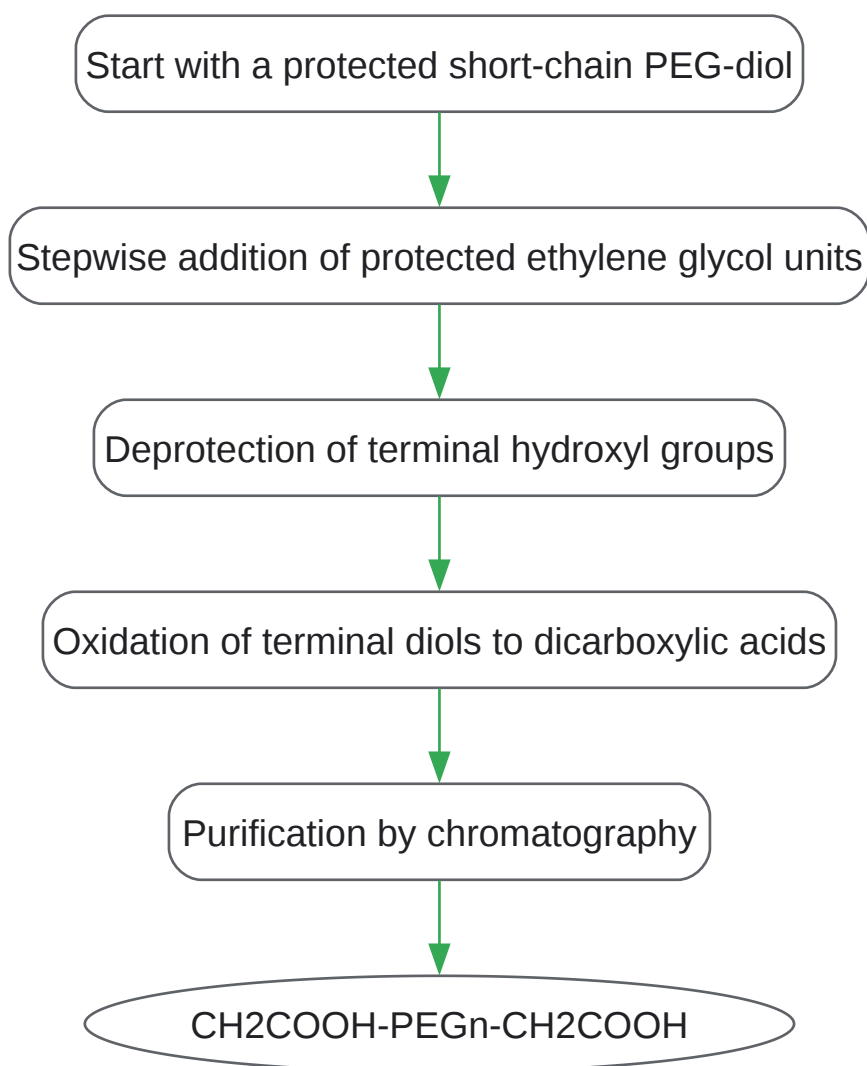 Start with a protected short-chain PEG-diol
Stepwise addition of protected ethylene glycol units
Deprotection of terminal hydroxyl groups
Oxidation of terminal diols to dicarboxylic acids
Purification by chromatography
CH2COOH-PEGn-CH2COOH